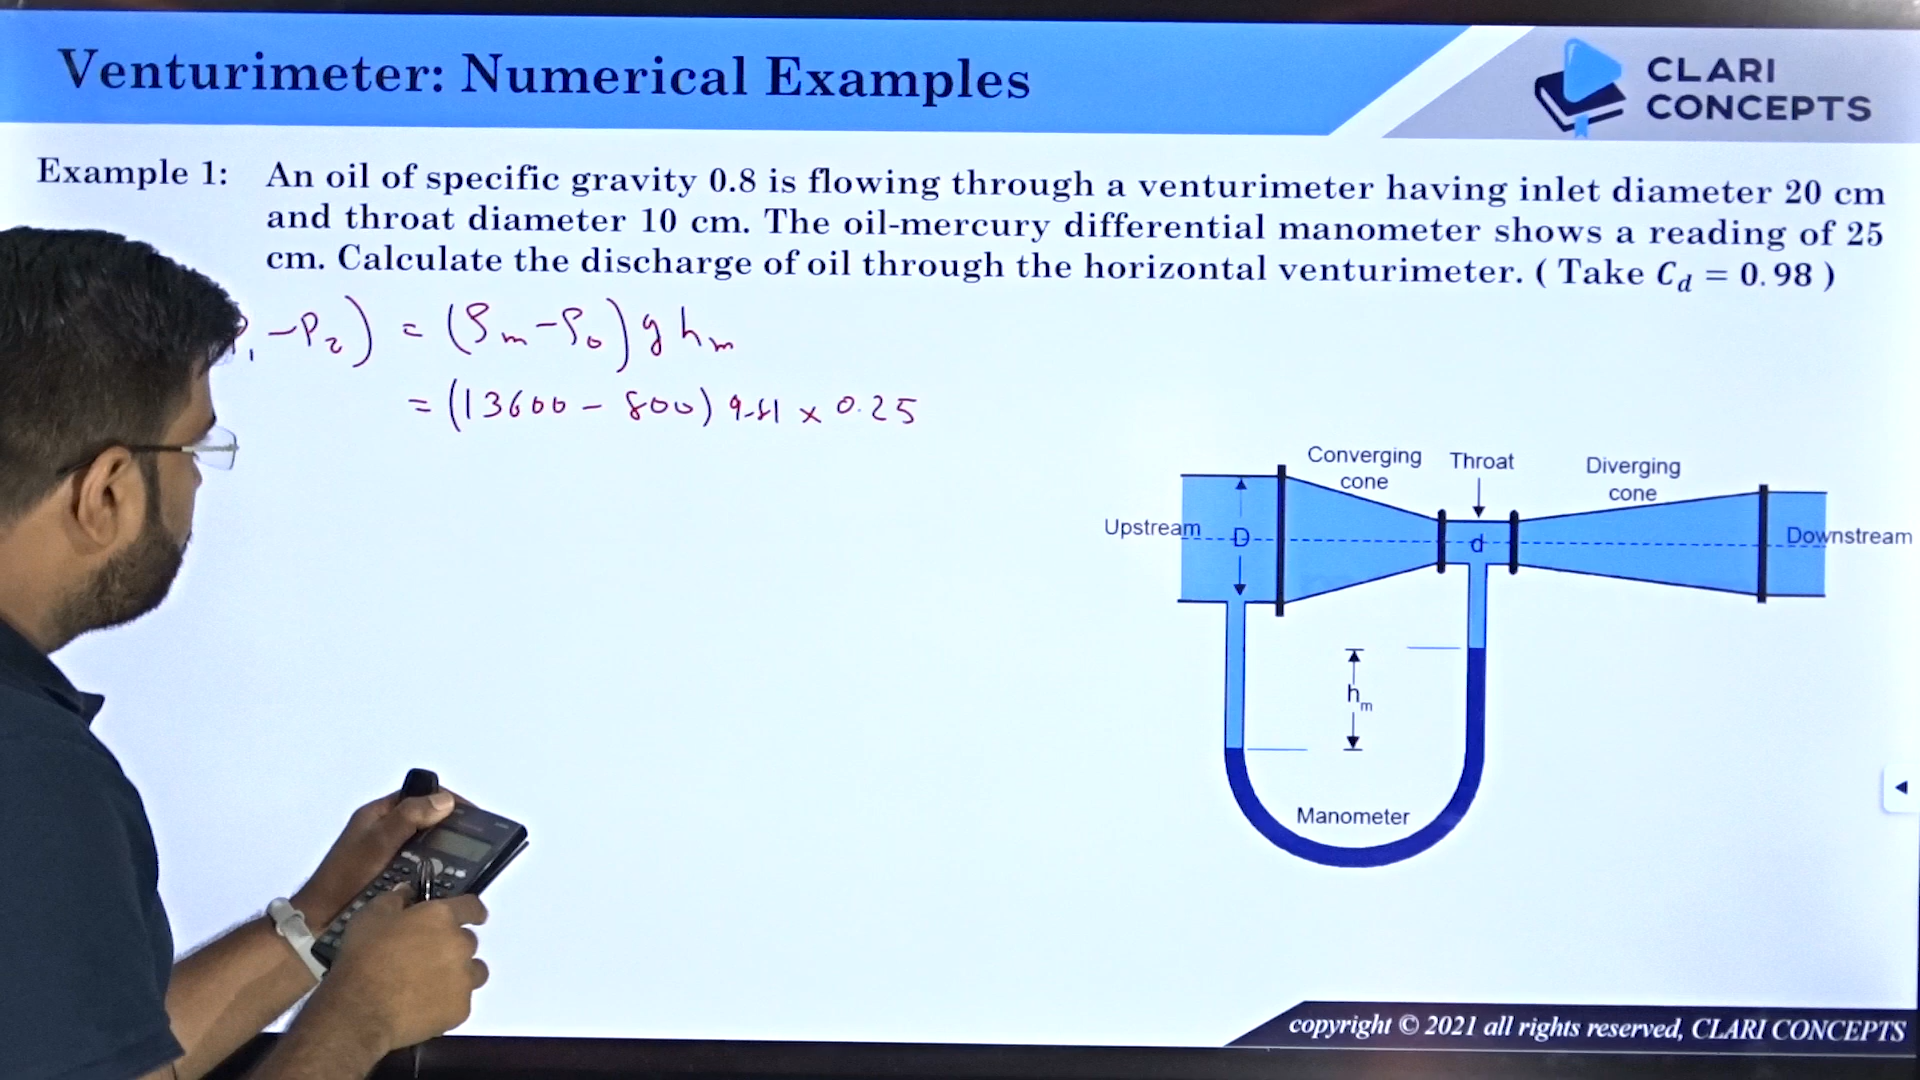 Venturimeter: Numerical Examples
CLARI
CONCEPTS
Example 1: An oil of specific gravity 0.8 is flowing through a venturimeter having inlet diameter 20 cm
and throat diameter 10 cm. The oil-mercury differential manometer shows a reading of 25
cm. Calculate the discharge of oil through the horizontal venturimeter. ( Take C_d = 0.98 )
P₁ -P₂) = (ρₘ-ρ₀) g hₘ
= (13600 - 800) 9.81 × 0.25
Converging
cone
Throat
Diverging
cone
Upstream
D
d
Downstream
hₘ
Manometer
copyright © 2021 all rights reserved, CLARI CONCEPTS